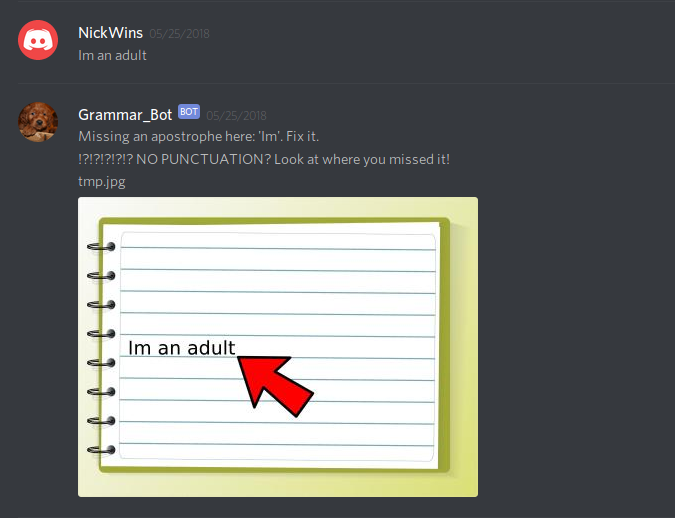 NickWins 05/25/2018
Im an adult
Grammar_Bot BOT 05/25/2018
Missing an apostrophe here: 'Im'. Fix it.
!?!?!?!?!? NO PUNCTUATION? Look at where you missed it!
tmp.jpg
Im an adult